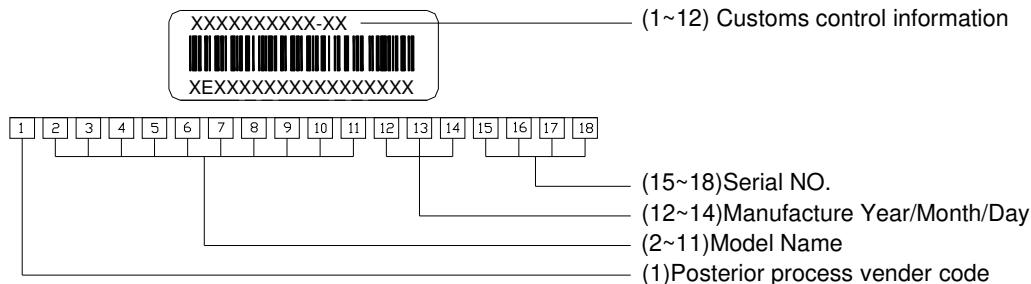 XXXXXXXXXX-XX
(1~12) Customs control information
XEXXXXXXXXXXXXXXXX
1 2 3 4 5 6 7 8 9 10 11 12 13 14 15 16 17 18
(15~18)Serial NO.
(12~14)Manufacture Year/Month/Day
(2~11)Model Name
(1)Posterior process vender code